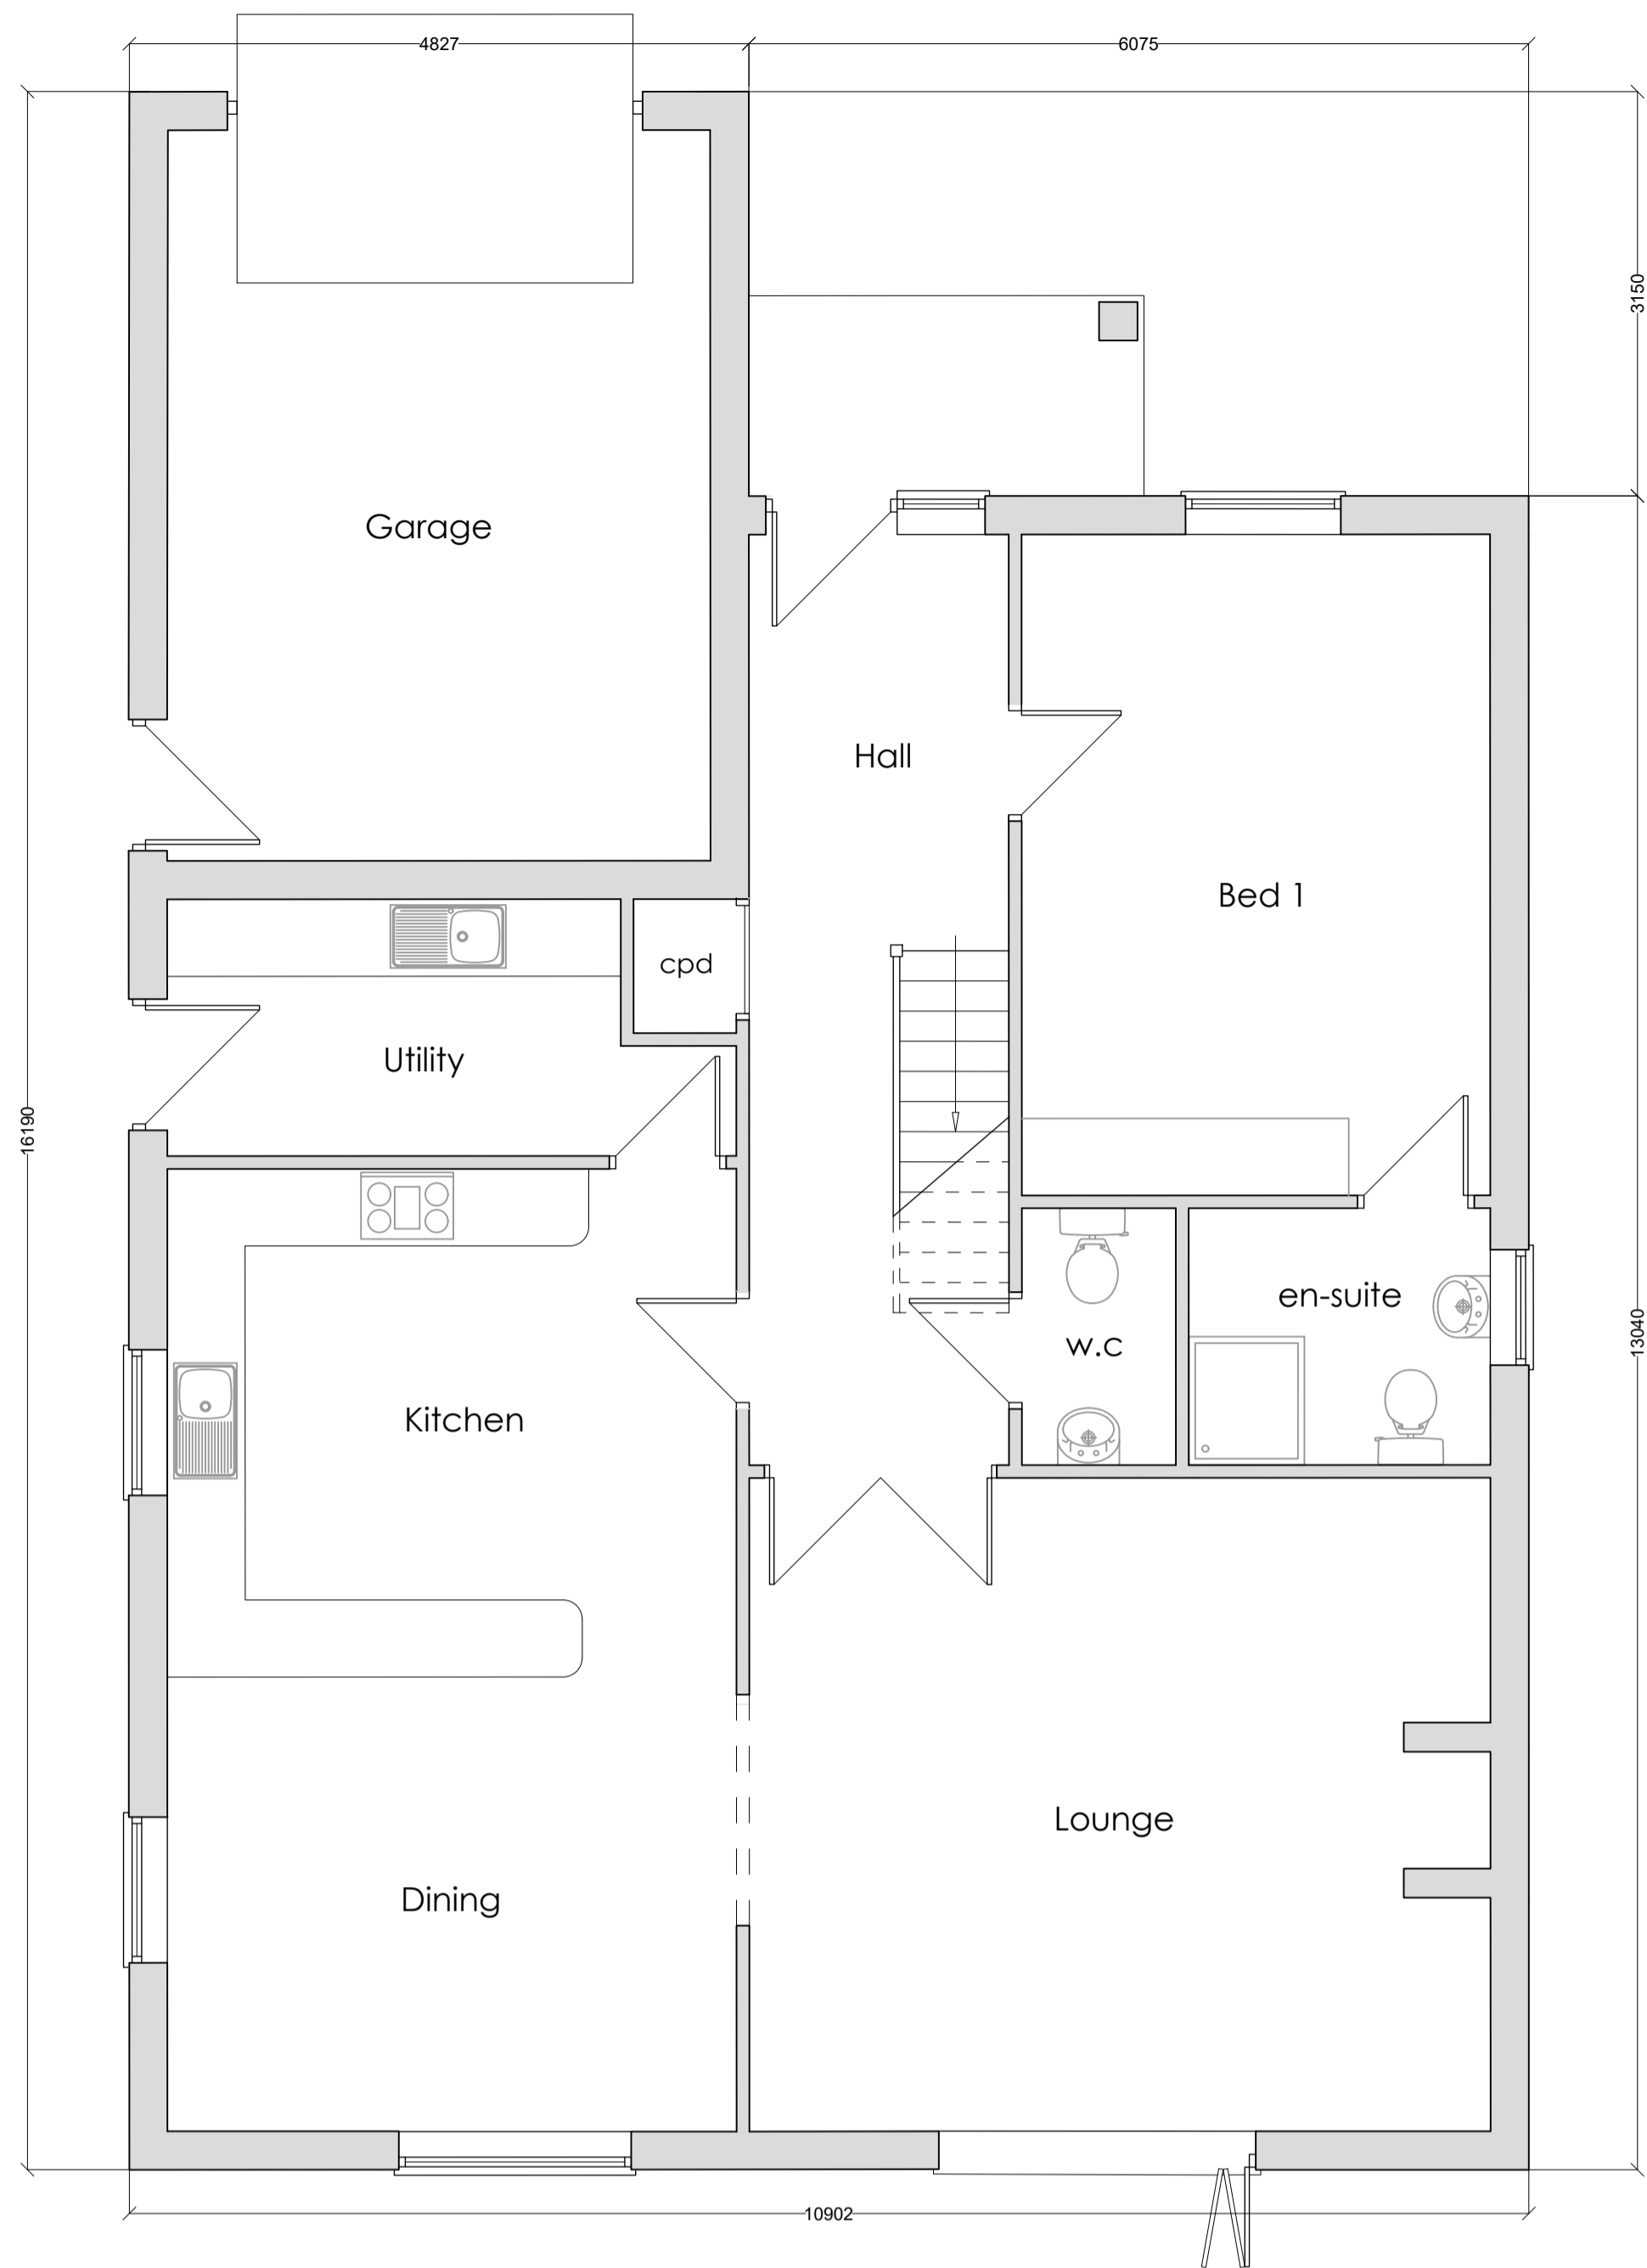 4827
6075
3150
Garage
Hall
Bed 1
cpd
Utility
16190
en-suite
13040
w.c
Kitchen
Lounge
Dining
10902